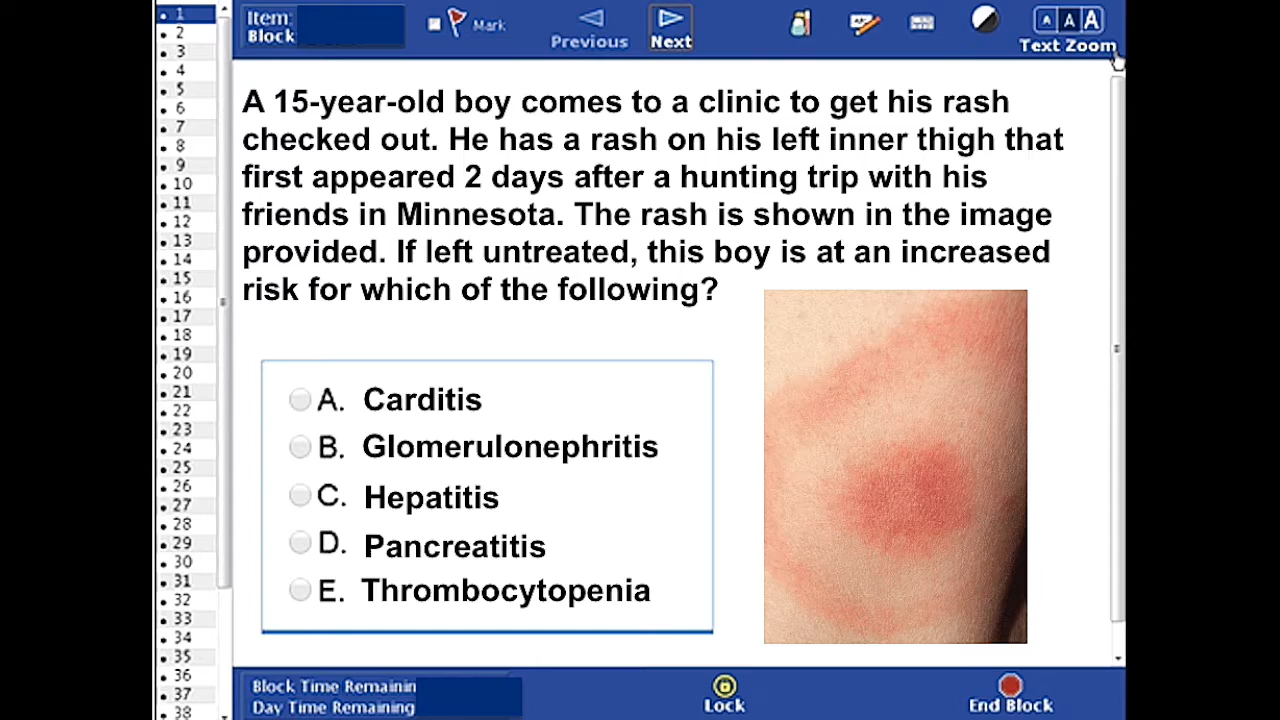 1
2
3
4
5
6
7
8
9
10
11
12
13
14
15
16
17
18
19
20
21
22
23
24
25
26
27
28
29
30
31
32
33
34
35
36
37
38
Item:
Block:
Mark
Previous
Next
A A A
Text Zoom
A 15-year-old boy comes to a clinic to get his rash
checked out. He has a rash on his left inner thigh that
first appeared 2 days after a hunting trip with his
friends in Minnesota. The rash is shown in the image
provided. If left untreated, this boy is at an increased
risk for which of the following?
A. Carditis
B. Glomerulonephritis
C. Hepatitis
D. Pancreatitis
E. Thrombocytopenia
Block Time Remainin
Day Time Remaining
Lock
End Block